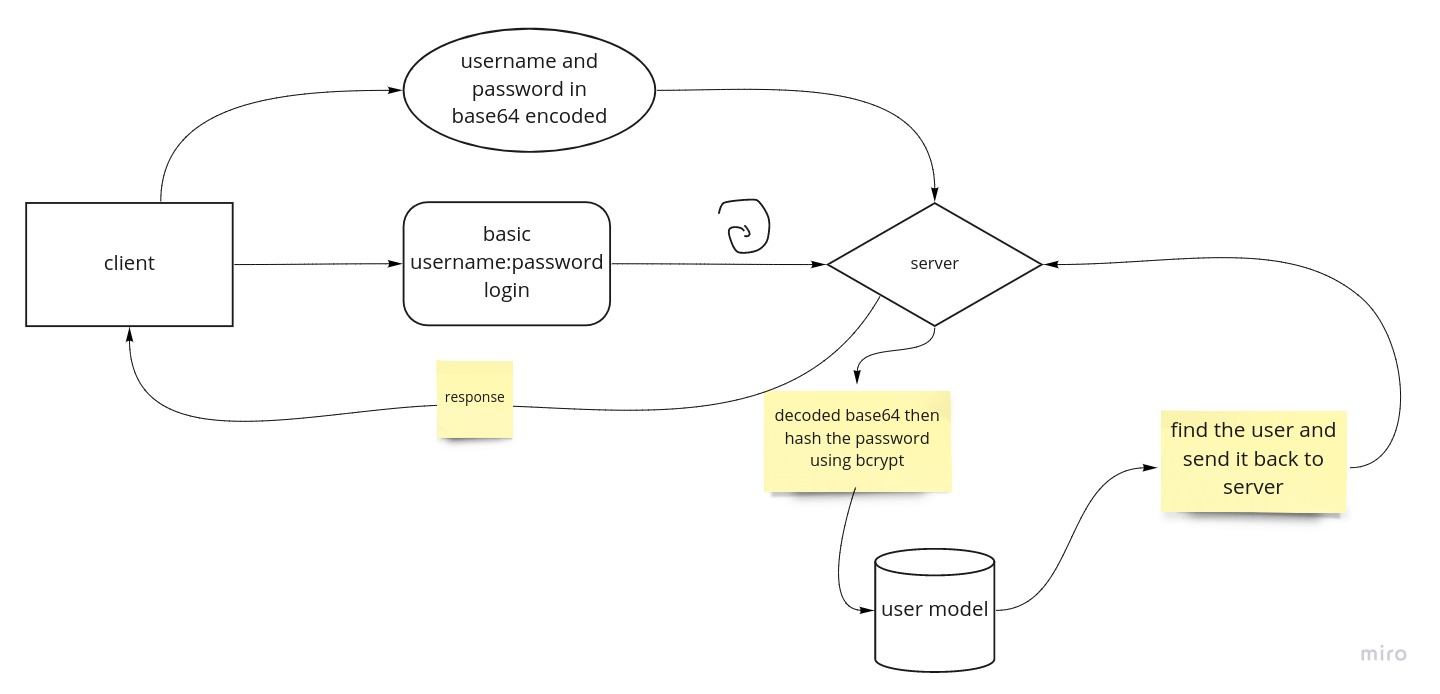 username and
password in
base64 encoded
client
basic
username:password
login
server
response
decoded base64 then
hash the password
using bcrypt
find the user and
send it back to
server
user model
miro